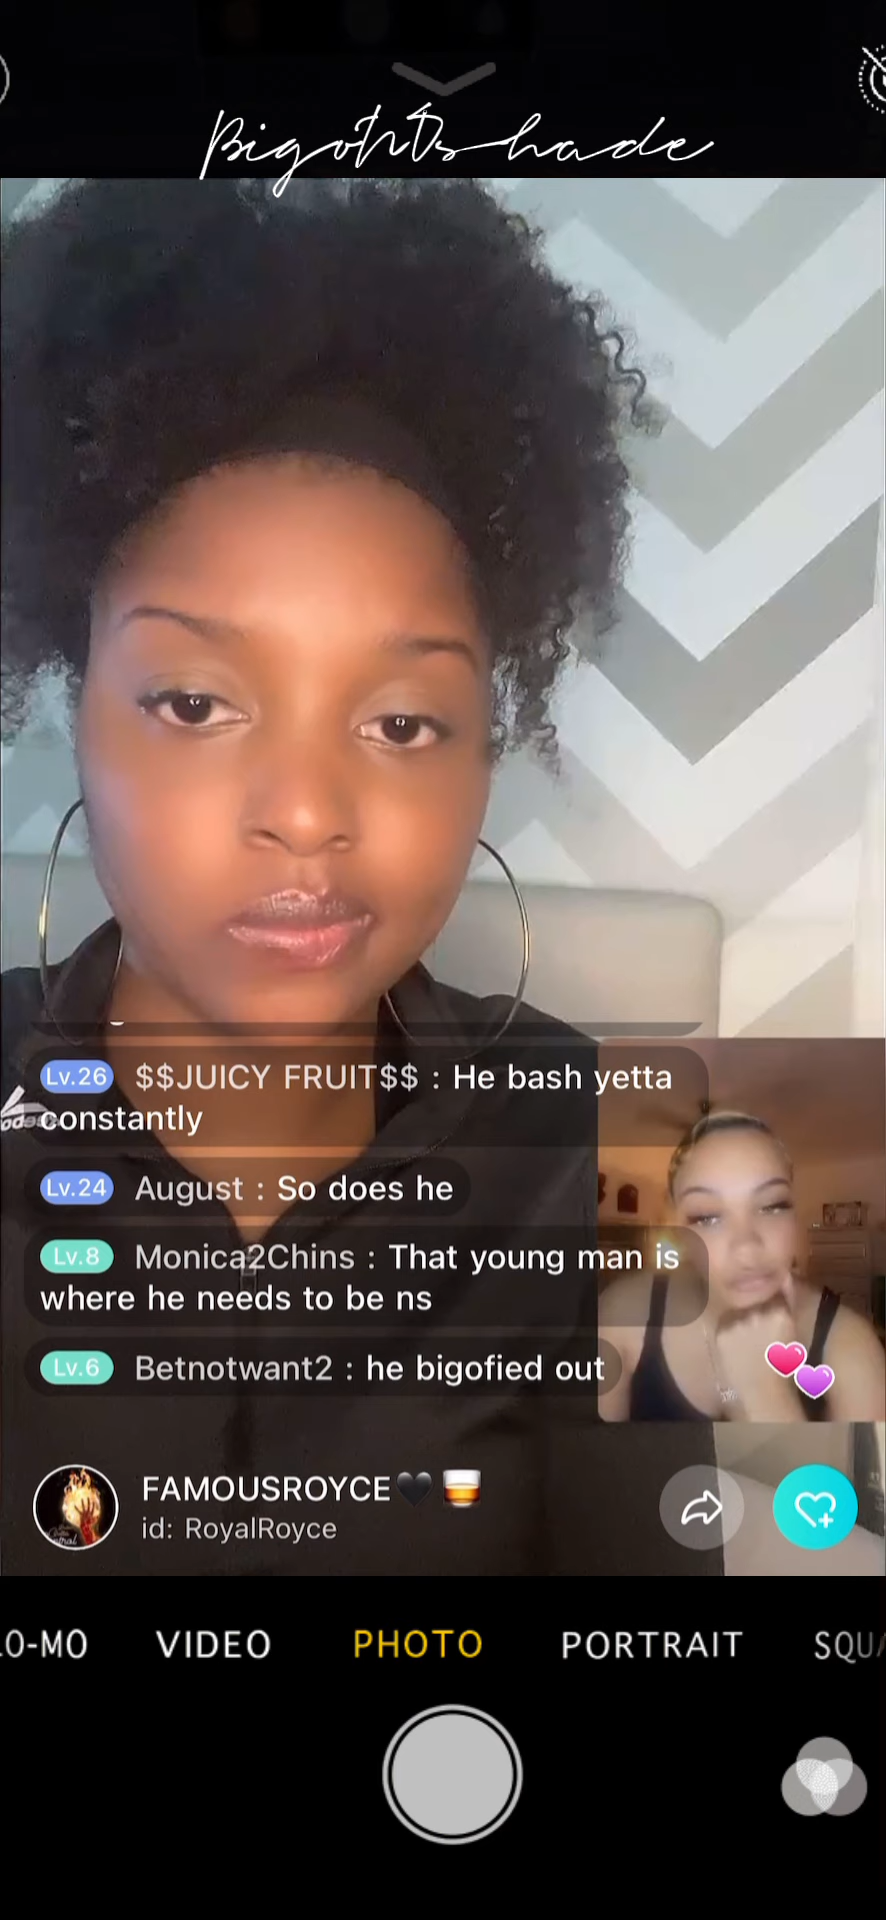 Lv.26 $$JUICY FRUIT$$ : He bash yetta
constantly
Lv.24 August : So does he
Lv.8 Monica2Chins : That young man is
where he needs to be ns
Lv.6 Betnotwant2 : he bigofied out
FAMOUSROYCE🖤🥃
id: RoyalRoyce
O-MO VIDEO PHOTO PORTRAIT SQUA